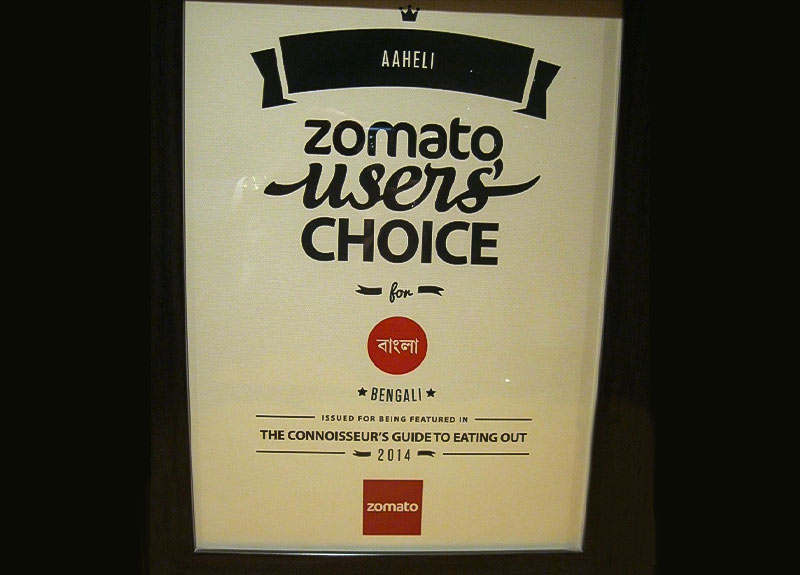 AAHELI
zomato
users'
CHOICE
for
বাংলা
BENGALI
ISSUED FOR BEING FEATURED IN
THE CONNOISSEUR'S GUIDE TO EATING OUT
2014
zomato